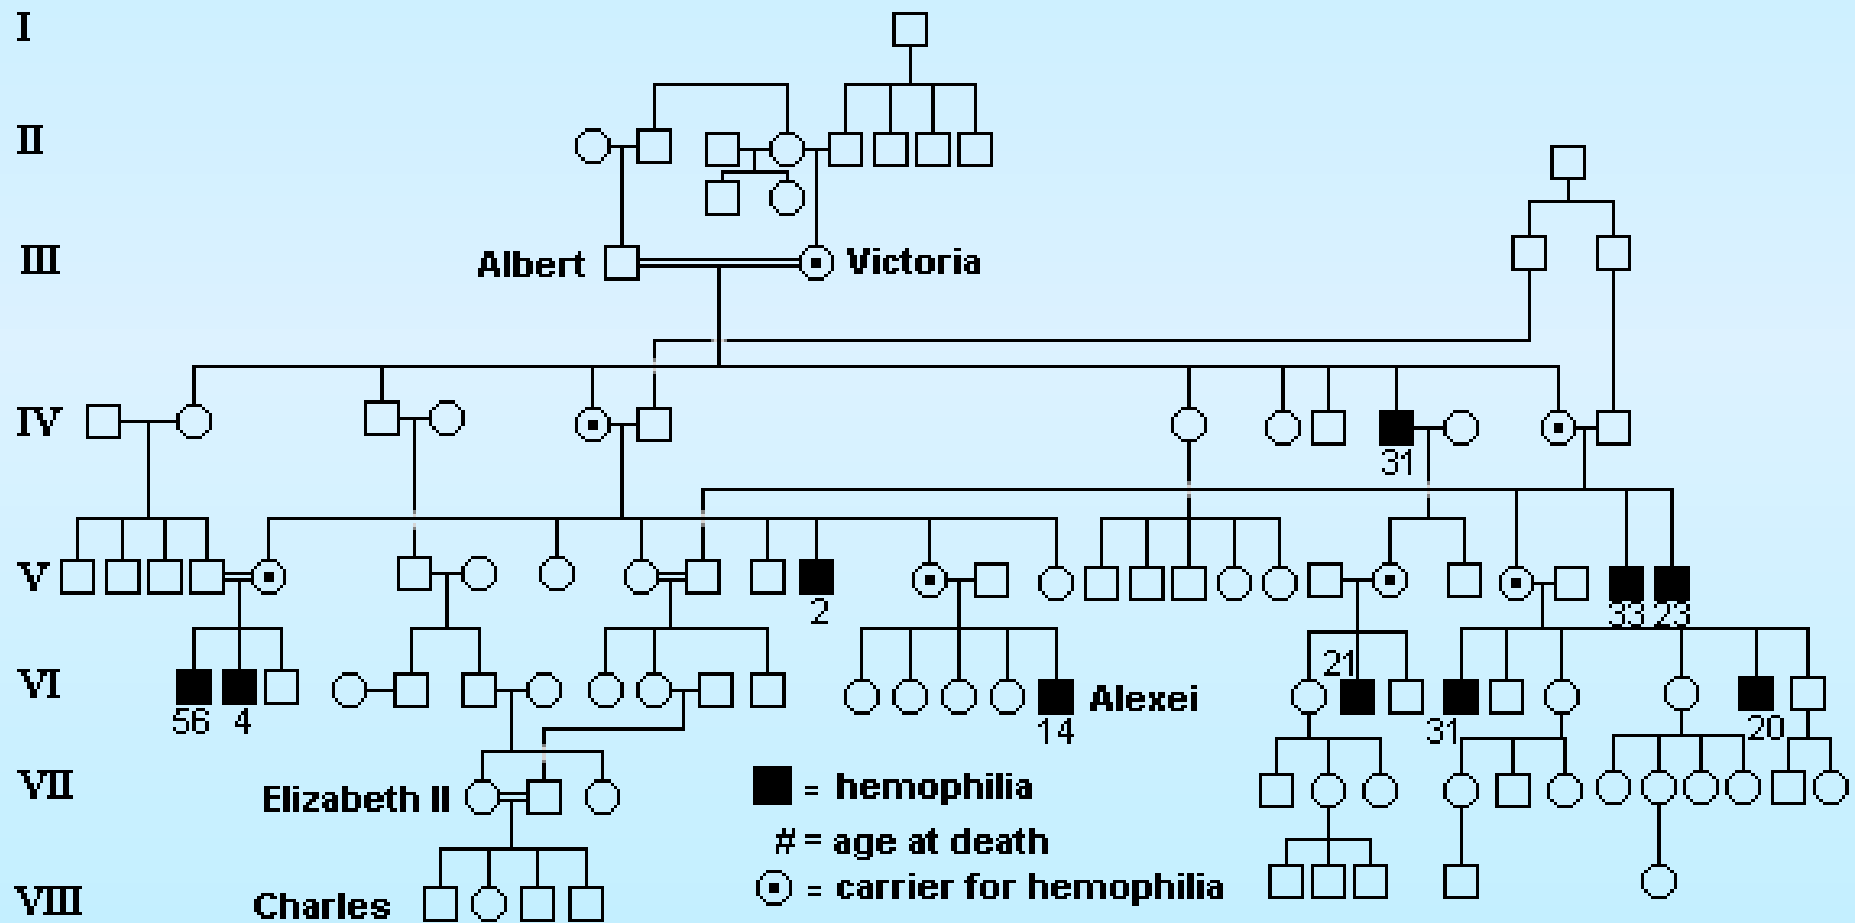 I
II
III
Albert
Victoria
IV
31
V
2
33 23
VI
21
56 4
14
Alexei
31
20
VII
Elizabeth II
= hemophilia
# = age at death
= carrier for hemophilia
VIII
Charles